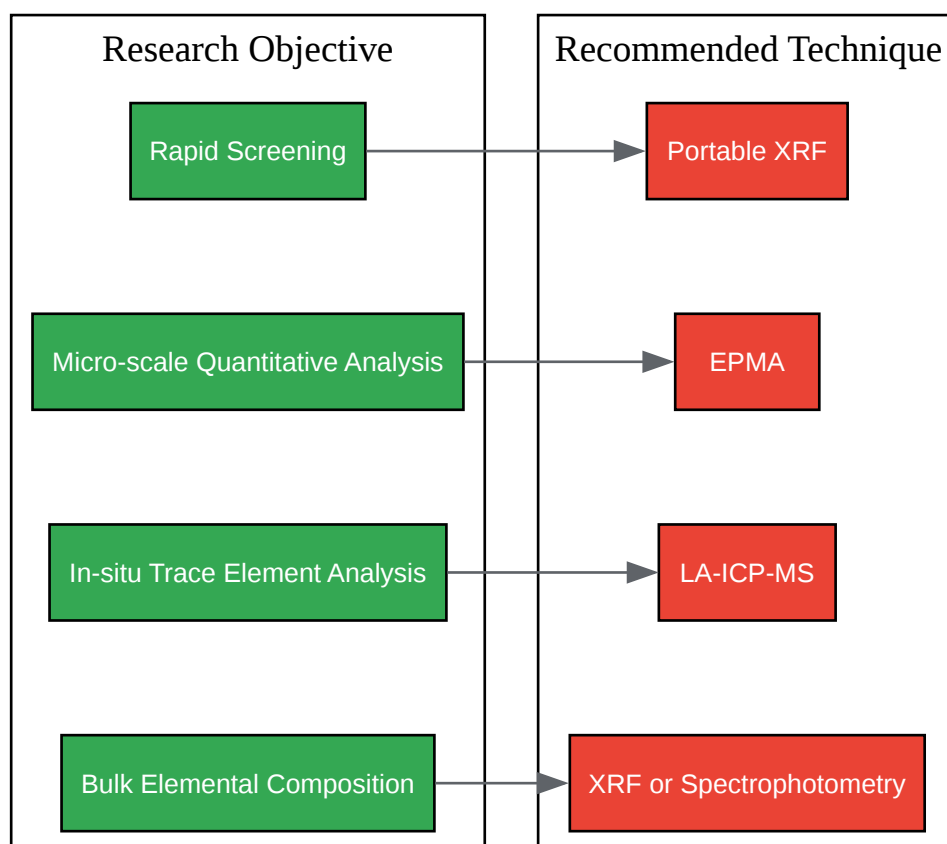 Research Objective
Recommended Technique
Rapid Screening
Portable XRF
Micro-scale Quantitative Analysis
EPMA
In-situ Trace Element Analysis
LA-ICP-MS
Bulk Elemental Composition
XRF or Spectrophotometry